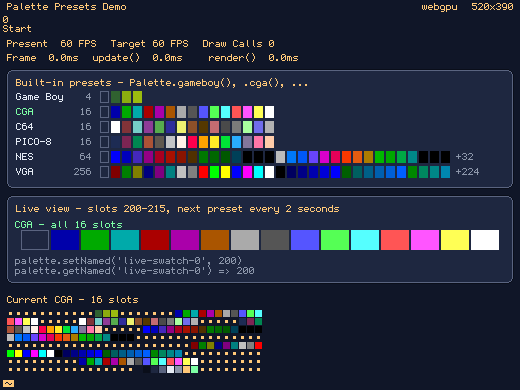 Palette Presets Demo webgpu 520x390
0
Start
Present 60 FPS Target 60 FPS Draw Calls 0
Frame 0.0ms update() 0.0ms render() 0.0ms
Built-in presets - Palette.gameboy(), .cga(), ...
Game Boy 4
CGA 16
C64 16
PICO-8 16
NES 64 +32
VGA 256 +224
Live view - slots 200-215, next preset every 2 seconds
CGA - all 16 slots
palette.setNamed('live-swatch-0', 200)
palette.getNamed('live-swatch-0') => 200
Current CGA - 16 slots